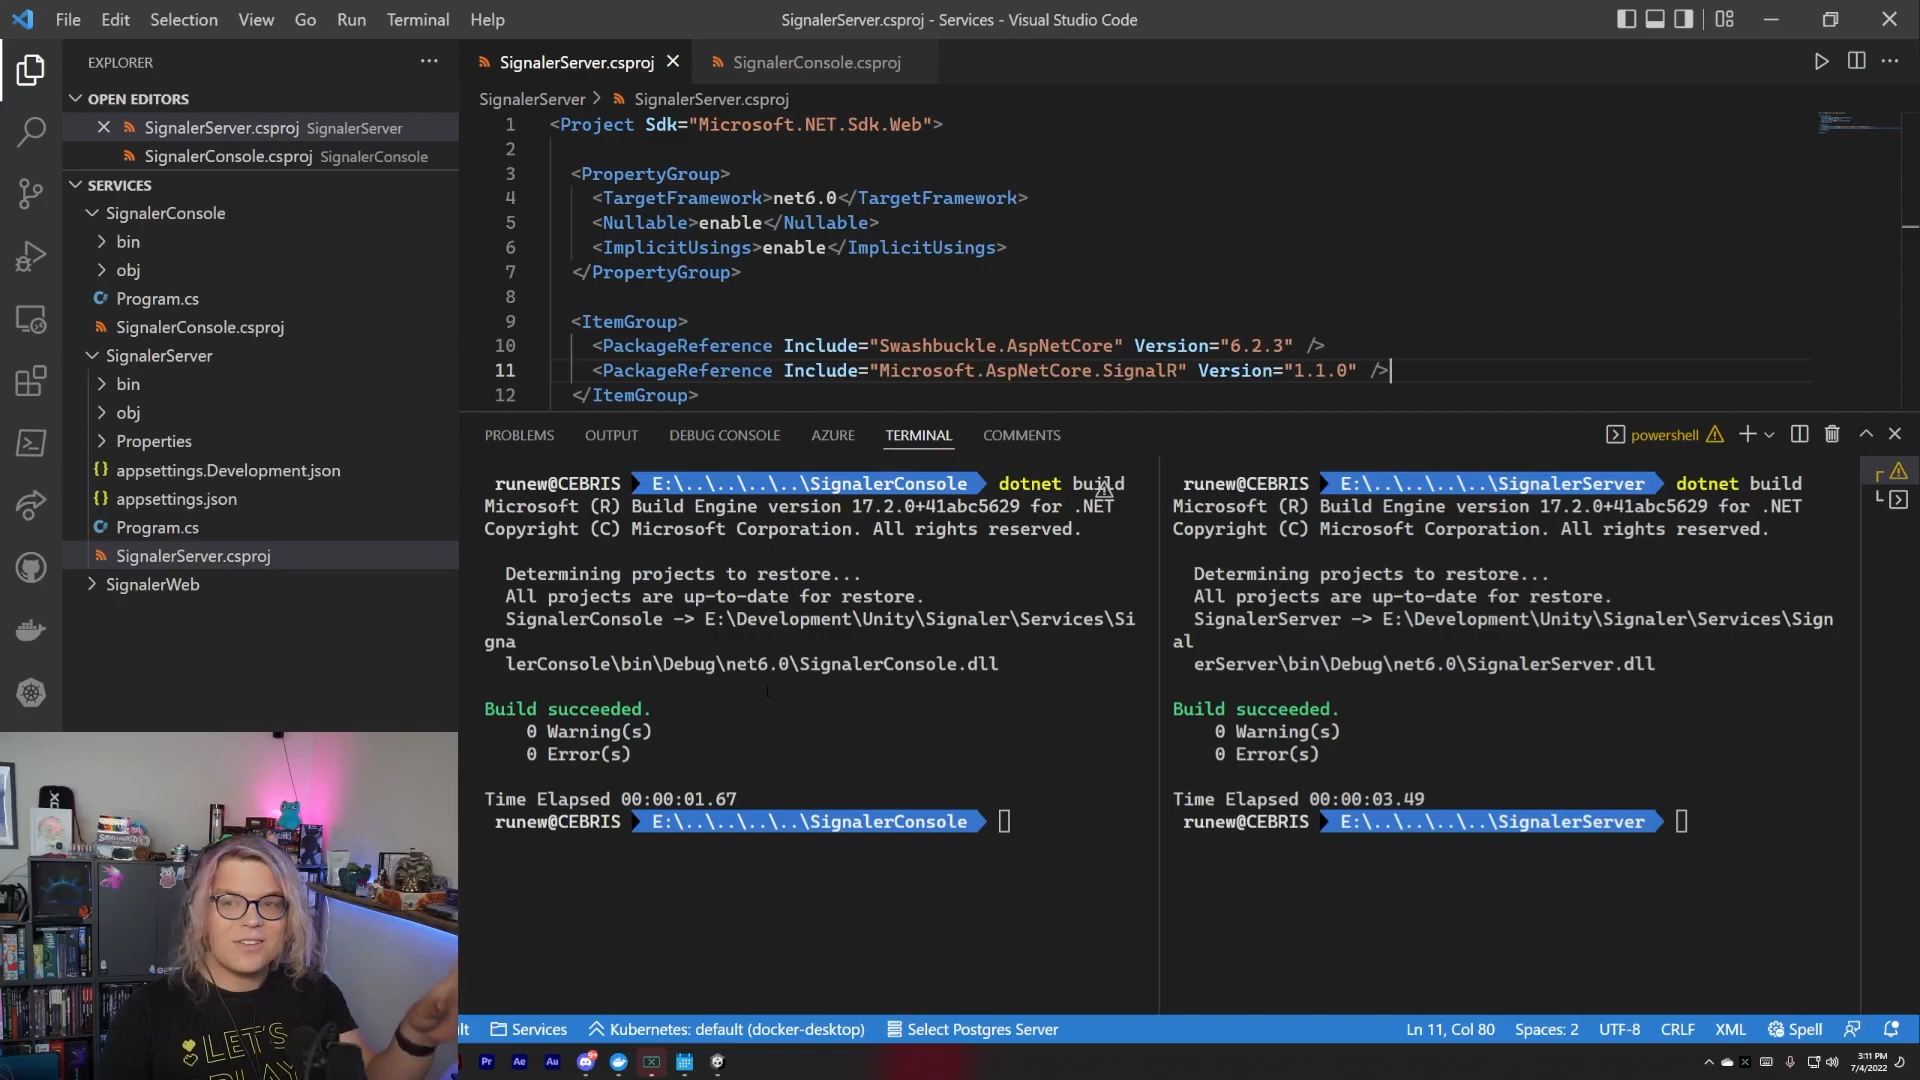 File Edit Selection View Go Run Terminal Help
SignalerServer.csproj - Services - Visual Studio Code
EXPLORER
OPEN EDITORS
SignalerServer.csproj SignalerServer
SignalerConsole.csproj SignalerConsole
SERVICES
SignalerConsole
bin
obj
Program.cs
SignalerConsole.csproj
SignalerServer
bin
obj
Properties
appsettings.Development.json
appsettings.json
Program.cs
SignalerServer.csproj
SignalerWeb
SignalerServer.csproj
SignalerConsole.csproj
SignalerServer > SignalerServer.csproj
1 <Project Sdk="Microsoft.NET.Sdk.Web">
2
3 <PropertyGroup>
4 <TargetFramework>net6.0</TargetFramework>
5 <Nullable>enable</Nullable>
6 <ImplicitUsings>enable</ImplicitUsings>
7 </PropertyGroup>
8
9 <ItemGroup>
10 <PackageReference Include="Swashbuckle.AspNetCore" Version="6.2.3" />
11 <PackageReference Include="Microsoft.AspNetCore.SignalR" Version="1.1.0" />
12 </ItemGroup>
PROBLEMS OUTPUT DEBUG CONSOLE AZURE TERMINAL COMMENTS
powershell
runew@CEBRIS E:\..\..\..\..\SignalerConsole dotnet build
Microsoft (R) Build Engine version 17.2.0+41abc5629 for .NET
Copyright (C) Microsoft Corporation. All rights reserved.
Determining projects to restore...
All projects are up-to-date for restore.
SignalerConsole -> E:\Development\Unity\Signaler\Services\Si
gna
lerConsole\bin\Debug\net6.0\SignalerConsole.dll
Build succeeded.
0 Warning(s)
0 Error(s)
Time Elapsed 00:00:01.67
runew@CEBRIS E:\..\..\..\..\SignalerConsole
runew@CEBRIS E:\..\..\..\..\SignalerServer dotnet build
Microsoft (R) Build Engine version 17.2.0+41abc5629 for .NET
Copyright (C) Microsoft Corporation. All rights reserved.
Determining projects to restore...
All projects are up-to-date for restore.
SignalerServer -> E:\Development\Unity\Signaler\Services\Sign
al
erServer\bin\Debug\net6.0\SignalerServer.dll
Build succeeded.
0 Warning(s)
0 Error(s)
Time Elapsed 00:00:03.49
runew@CEBRIS E:\..\..\..\..\SignalerServer
LET'S
PLAY
Services
Kubernetes: default (docker-desktop)
Select Postgres Server
Ln 11, Col 80
Spaces: 2
UTF-8
CRLF
XML
Spell
Pr
Ae
Au
3:11 PM
7/4/2022